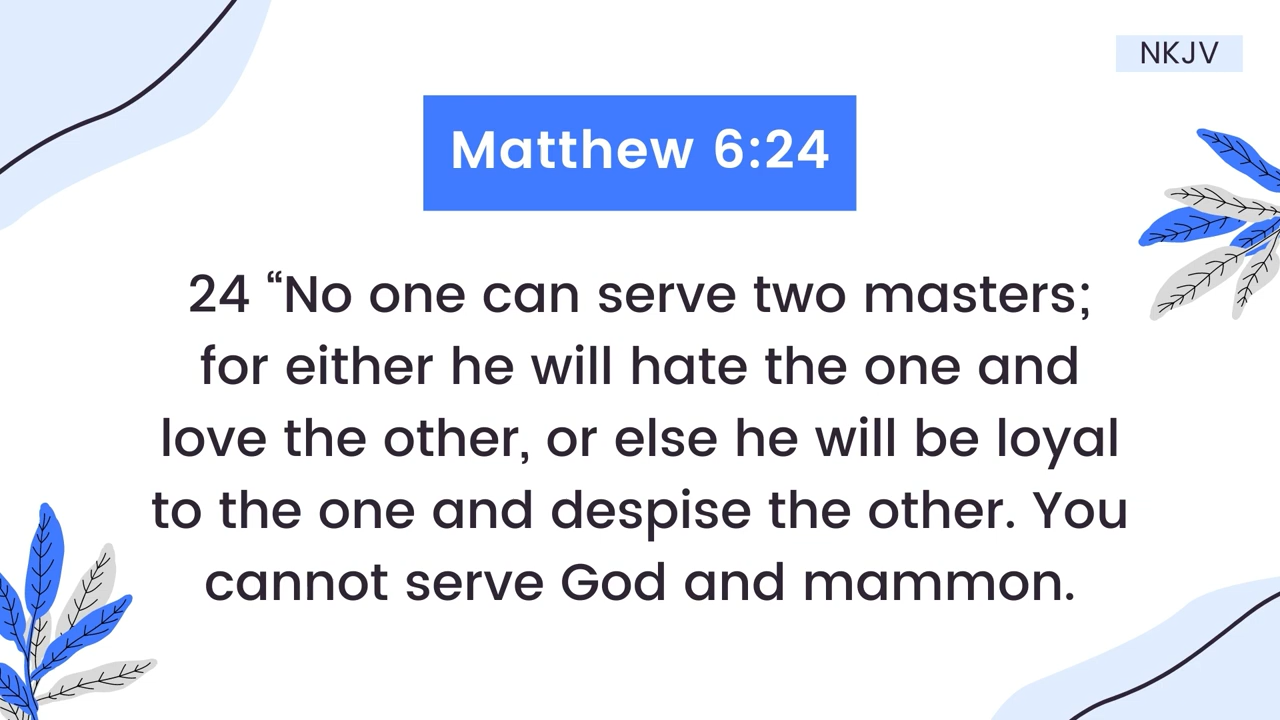 NKJV
Matthew 6:24
24 “No one can serve two masters;
for either he will hate the one and
love the other, or else he will be loyal
to the one and despise the other. You
cannot serve God and mammon.